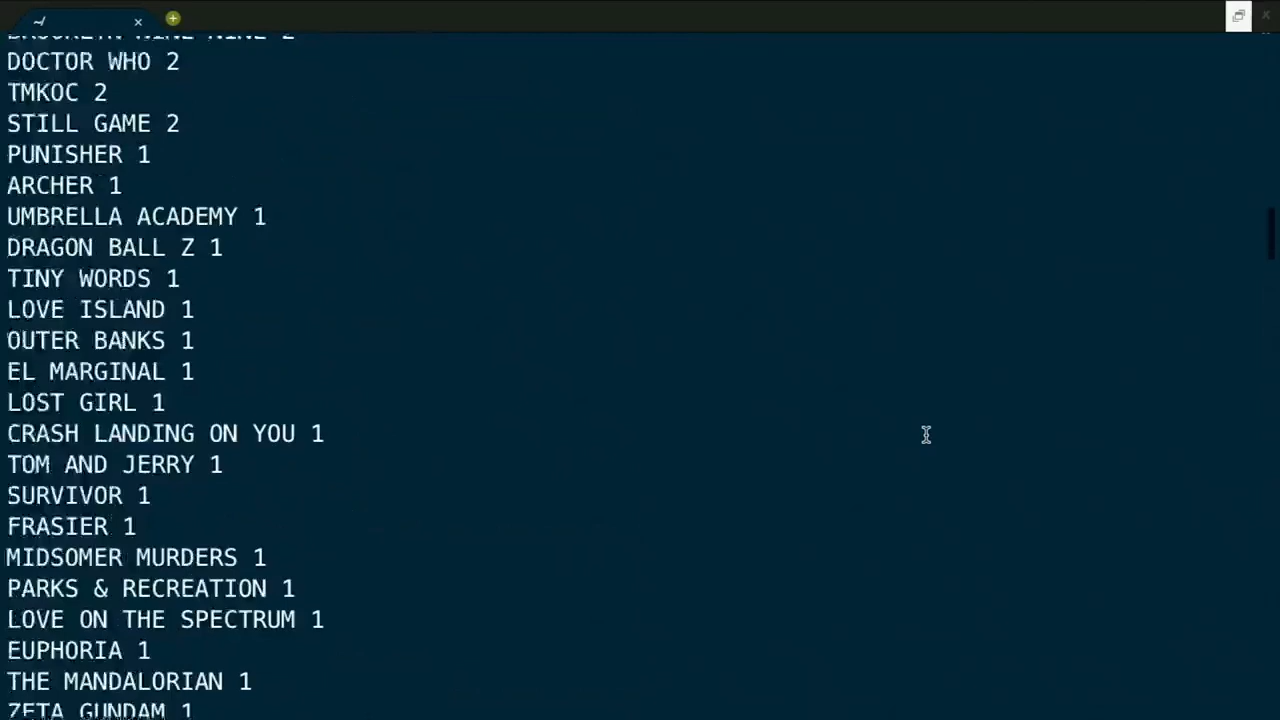 ~/
DOCTOR WHO 2
TMKOC 2
STILL GAME 2
PUNISHER 1
ARCHER 1
UMBRELLA ACADEMY 1
DRAGON BALL Z 1
TINY WORDS 1
LOVE ISLAND 1
OUTER BANKS 1
EL MARGINAL 1
LOST GIRL 1
CRASH LANDING ON YOU 1
TOM AND JERRY 1
SURVIVOR 1
FRASIER 1
MIDSOMER MURDERS 1
PARKS & RECREATION 1
LOVE ON THE SPECTRUM 1
EUPHORIA 1
THE MANDALORIAN 1
ZETA GUNDAM 1